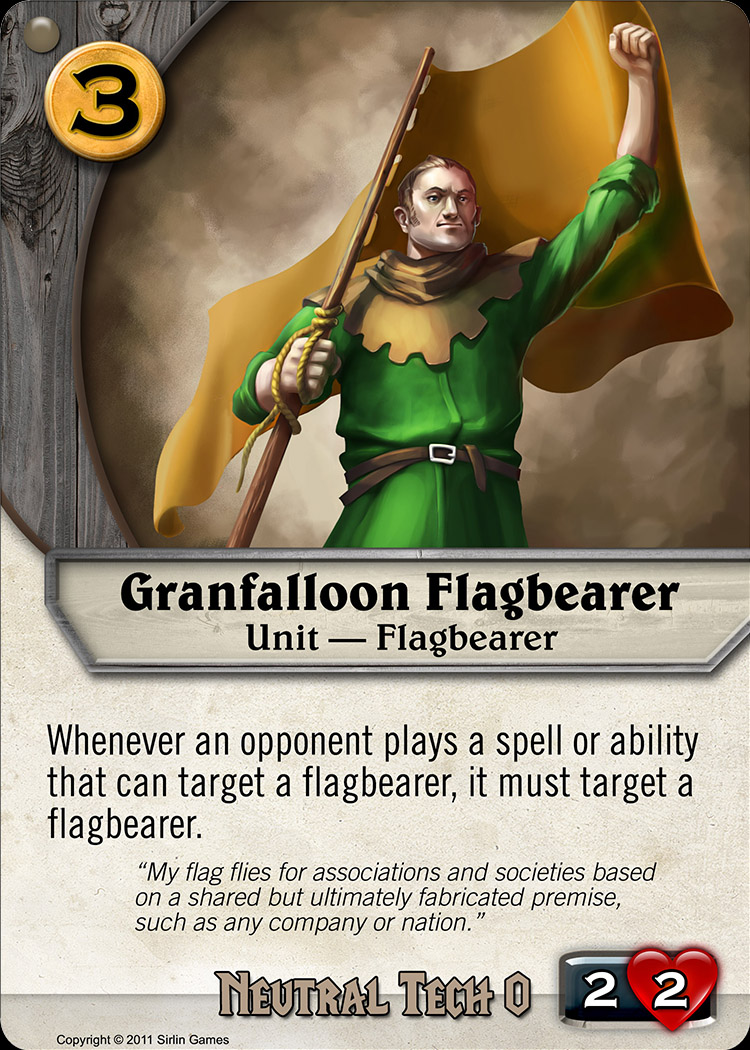 3
Granfalloon Flagbearer
Unit — Flagbearer
Whenever an opponent plays a spell or ability
that can target a flagbearer, it must target a
flagbearer.
“My flag flies for associations and societies based
on a shared but ultimately fabricated premise,
such as any company or nation.”
Neutral Tech 0
2 2
Copyright © 2011 Sirlin Games